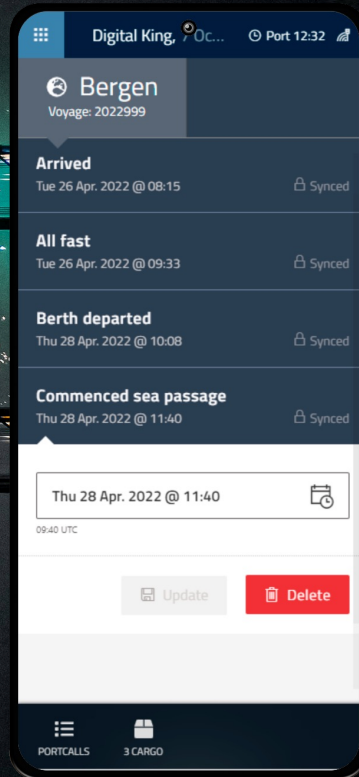 Digital King, 7 Oc...
Port 12:32
Bergen
Voyage: 2022999
Arrived
Tue 26 Apr. 2022 @ 08:15
Synced
All fast
Tue 26 Apr. 2022 @ 09:33
Synced
Berth departed
Thu 28 Apr. 2022 @ 10:08
Synced
Commenced sea passage
Thu 28 Apr. 2022 @ 11:40
Synced
Thu 28 Apr. 2022 @ 11:40
09:40 UTC
Update
Delete
PORTCALLS
3 CARGO